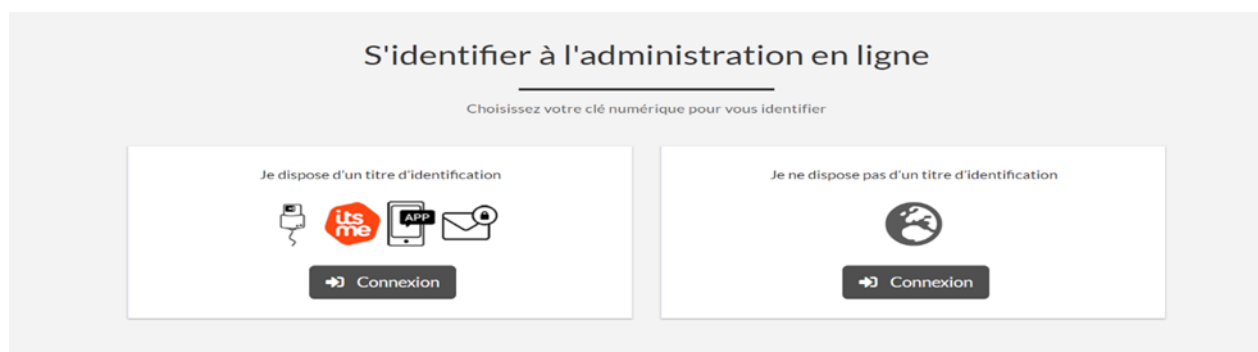 S'identifier à l'administration en ligne
Choisissez votre clé numérique pour vous identifier
Je dispose d'un titre d'identification
its
me
APP
Connexion
Je ne dispose pas d'un titre d'identification
Connexion